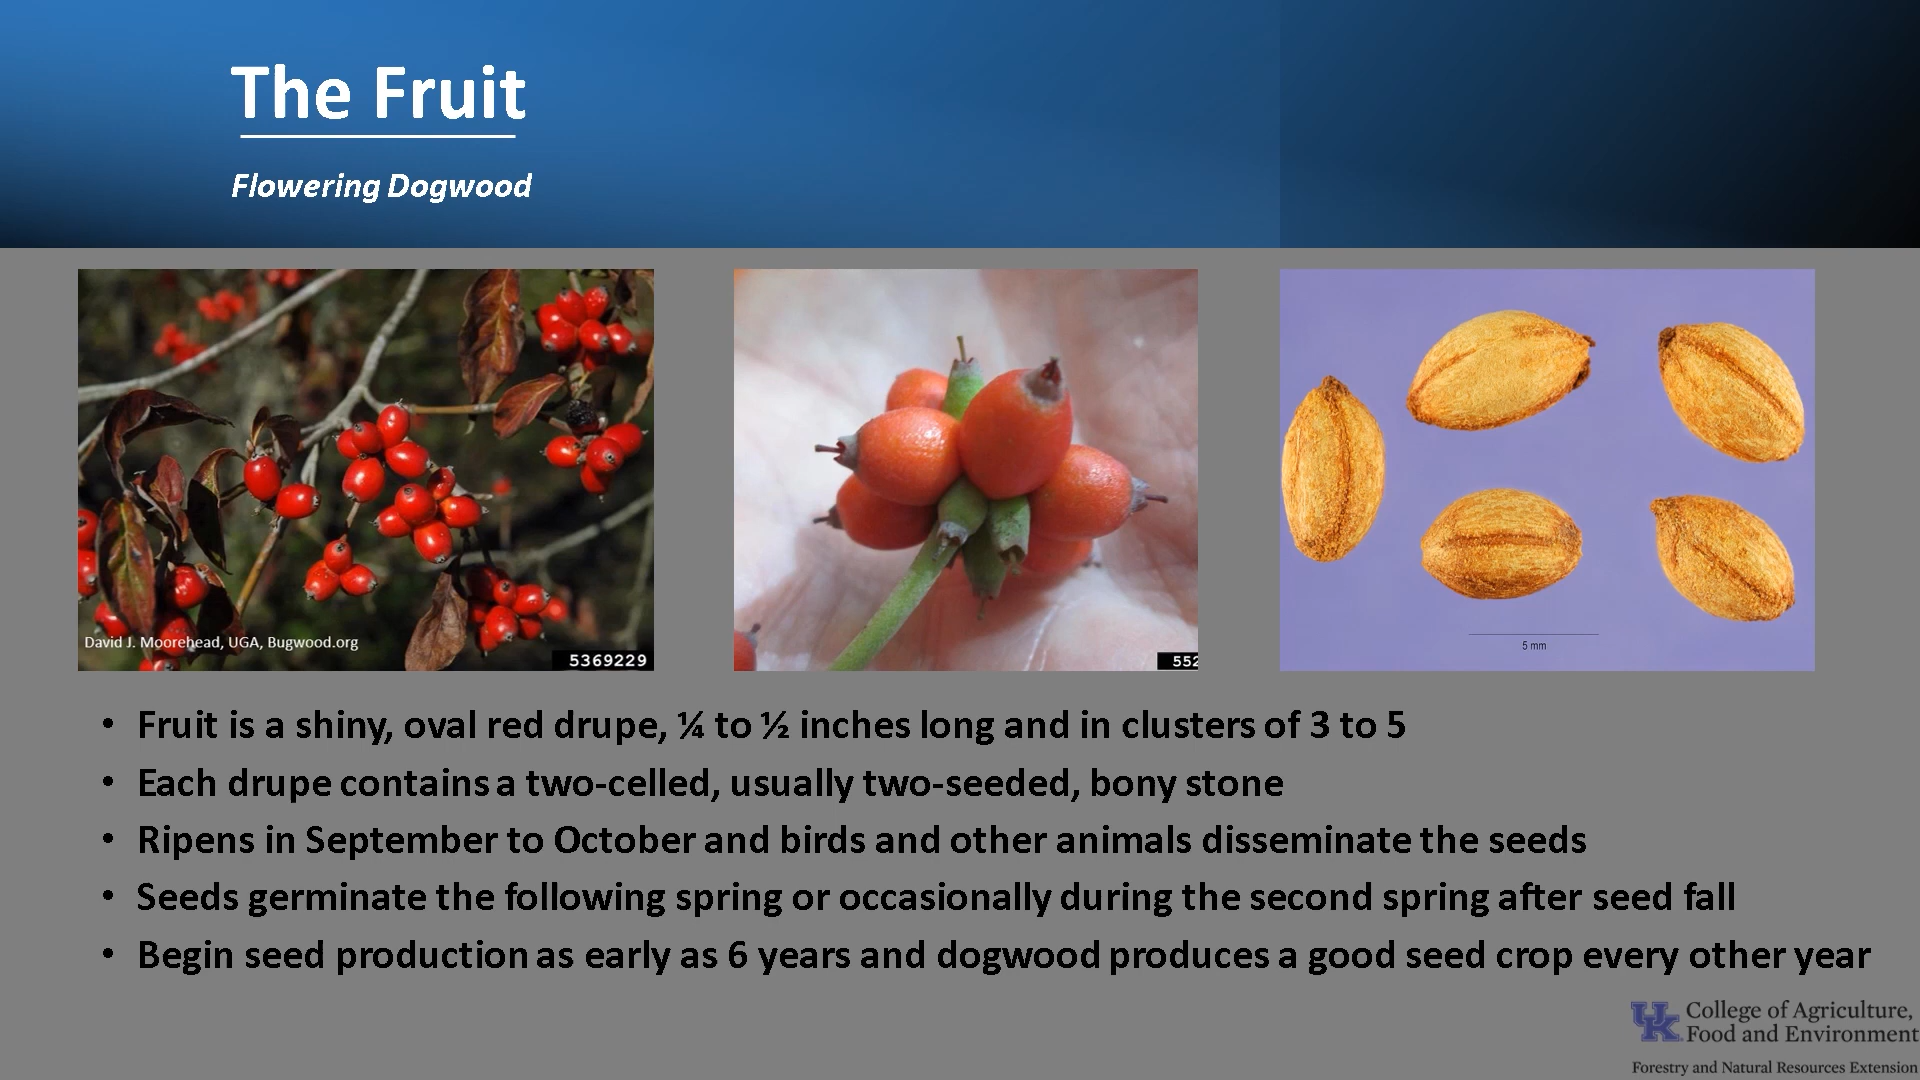 The Fruit
Flowering Dogwood
David J. Moorehead, UGA, Bugwood.org
5369229
552
5 mm
• Fruit is a shiny, oval red drupe, ¼ to ½ inches long and in clusters of 3 to 5
• Each drupe contains a two-celled, usually two-seeded, bony stone
• Ripens in September to October and birds and other animals disseminate the seeds
• Seeds germinate the following spring or occasionally during the second spring after seed fall
• Begin seed production as early as 6 years and dogwood produces a good seed crop every other year
UK College of Agriculture,
Food and Environment
Forestry and Natural Resources Extension